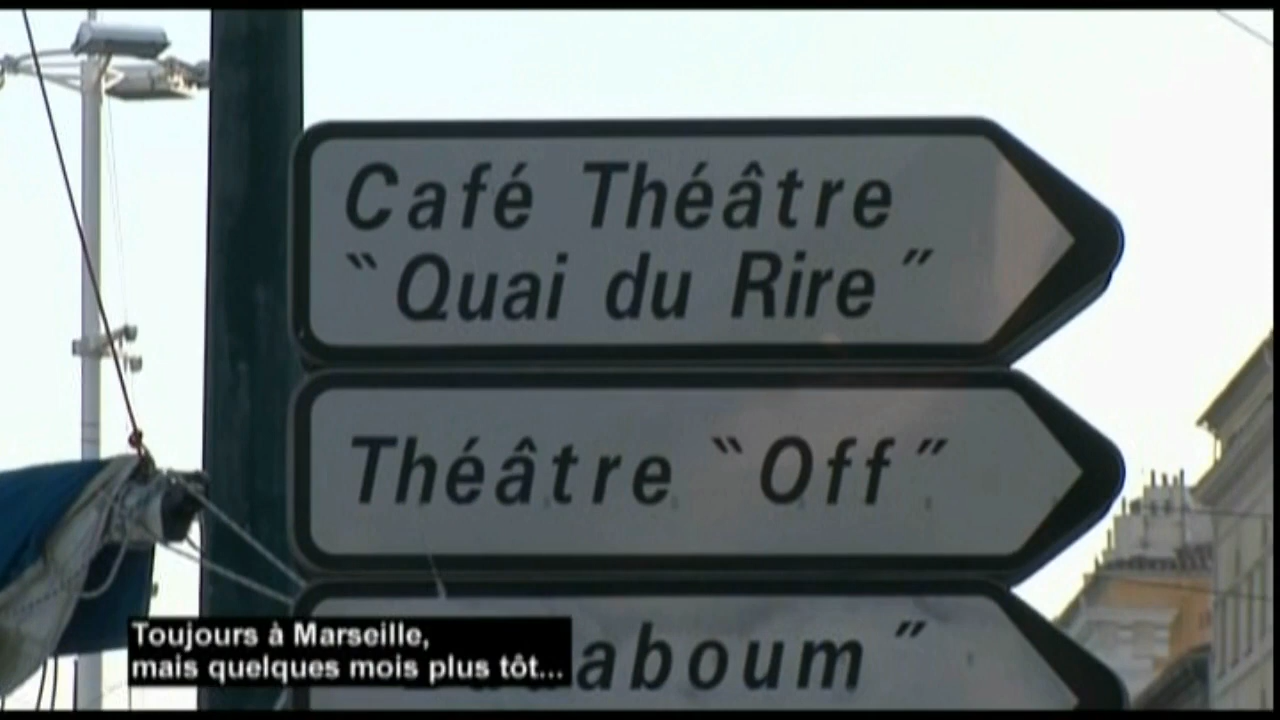 Café Théâtre
“Quai du Rire”
Théâtre “Off”
aboum”
Toujours à Marseille,
mais quelques mois plus tôt...